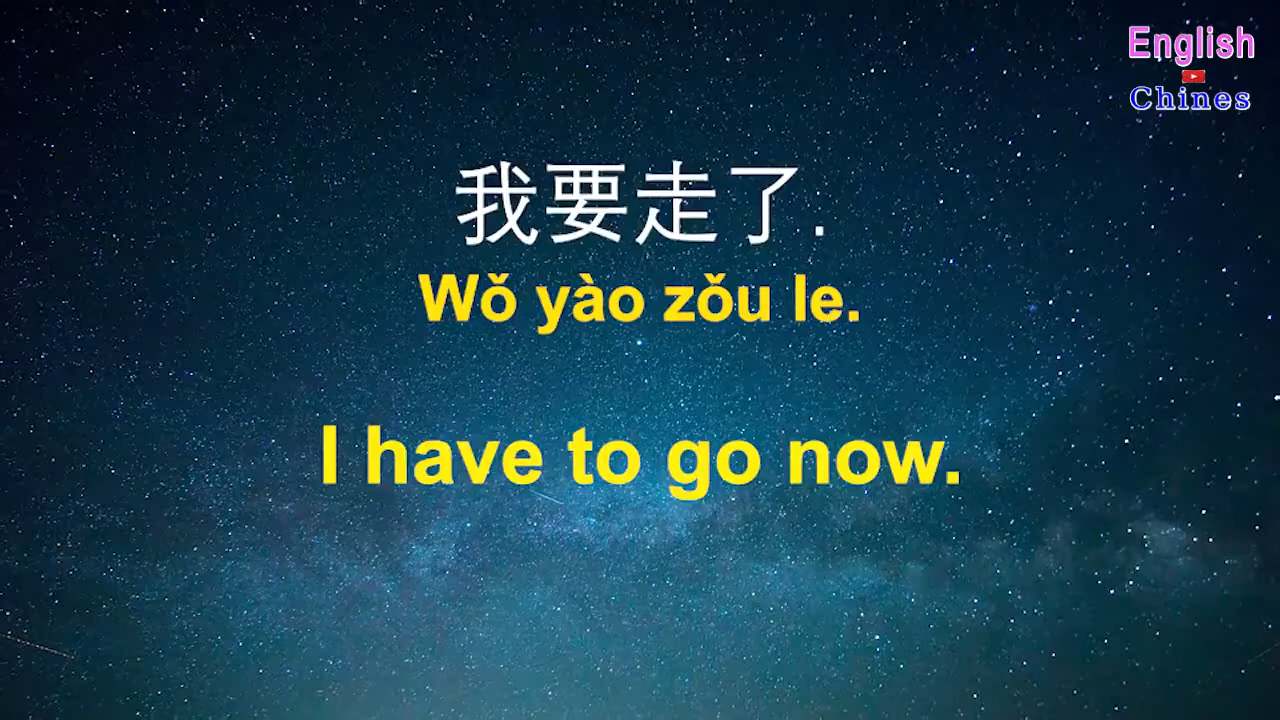 English
Chines
我要走了.
Wǒ yào zǒu le.
I have to go now.